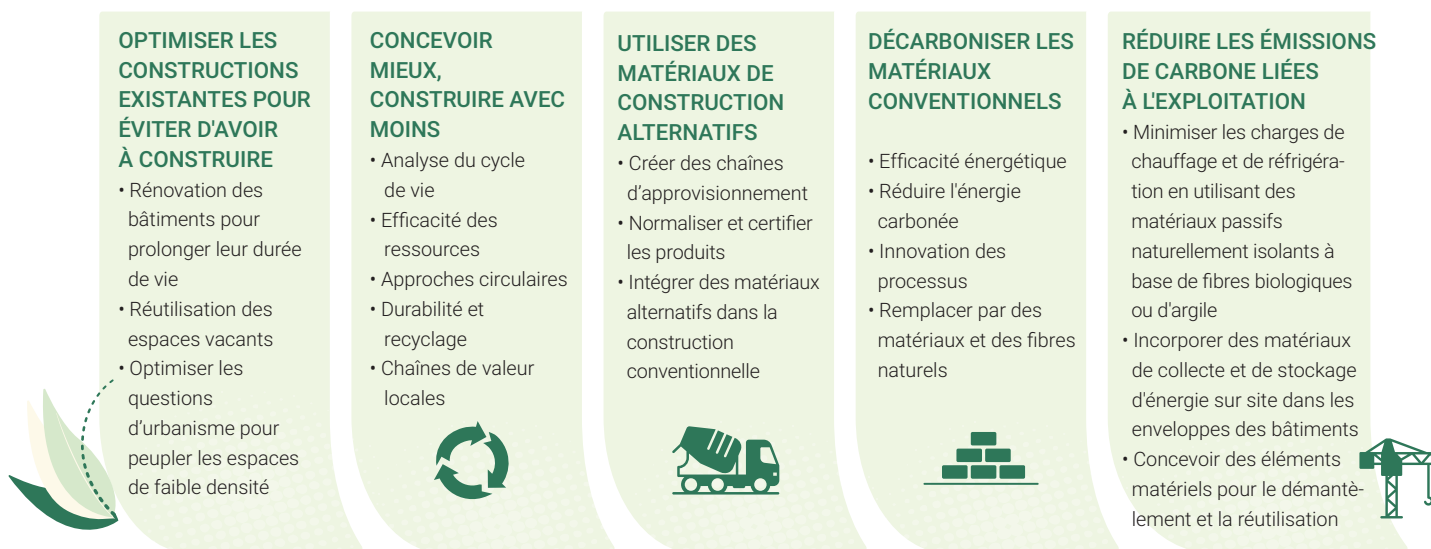 OPTIMISER LES
CONSTRUCTIONS
EXISTANTES POUR
ÉVITER D'AVOIR
À CONSTRUIRE
• Rénovation des
bâtiments pour
prolonger leur durée
de vie
• Réutilisation des
espaces vacants
• Optimiser les
questions
d’urbanisme pour
peupler les espaces
de faible densité
CONCEVOIR
MIEUX,
CONSTRUIRE AVEC
MOINS
• Analyse du cycle
de vie
• Efficacité des
ressources
• Approches circulaires
• Durabilité et
recyclage
• Chaînes de valeur
locales
UTILISER DES
MATÉRIAUX DE
CONSTRUCTION
ALTERNATIFS
• Créer des chaînes
d’approvisionnement
• Normaliser et certifier
les produits
• Intégrer des matériaux
alternatifs dans la
construction
conventionnelle
DÉCARBONISER LES
MATÉRIAUX
CONVENTIONNELS
• Efficacité énergétique
• Réduire l'énergie
carbonée
• Innovation des
processus
• Remplacer par des
matériaux et des fibres
naturels
RÉDUIRE LES ÉMISSIONS
DE CARBONE LIÉES
À L'EXPLOITATION
• Minimiser les charges de
chauffage et de réfrigéra-
tion en utilisant des
matériaux passifs
naturellement isolants à
base de fibres biologiques
ou d'argile
• Incorporer des matériaux
de collecte et de stockage
d'énergie sur site dans les
enveloppes des bâtiments
• Concevoir des éléments
matériels pour le démantè-
lement et la réutilisation